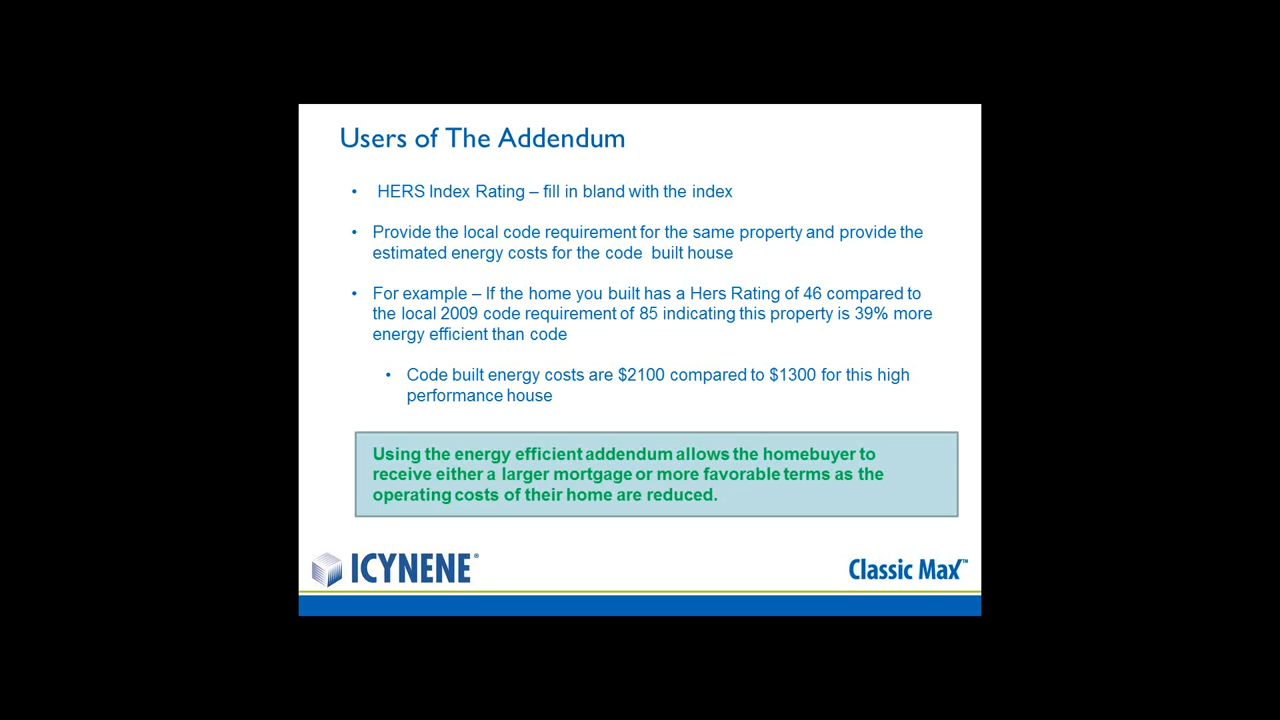 Users of The Addendum
• HERS Index Rating – fill in bland with the index
• Provide the local code requirement for the same property and provide the
estimated energy costs for the code built house
• For example – If the home you built has a Hers Rating of 46 compared to
the local 2009 code requirement of 85 indicating this property is 39% more
energy efficient than code
• Code built energy costs are $2100 compared to $1300 for this high
performance house
Using the energy efficient addendum allows the homebuyer to
receive either a larger mortgage or more favorable terms as the
operating costs of their home are reduced.
ICYNENE®
Classic Max™